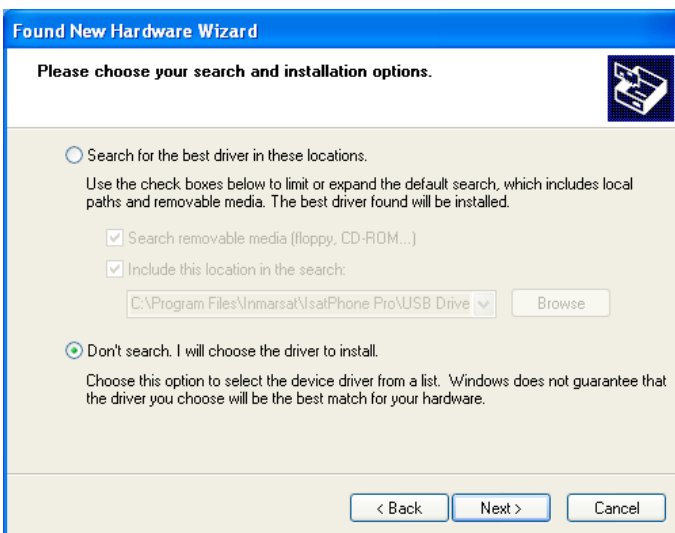 Found New Hardware Wizard
Please choose your search and installation options.
Search for the best driver in these locations.
Use the check boxes below to limit or expand the default search, which includes local
paths and removable media. The best driver found will be installed.
Search removable media (floppy, CD-ROM...)
Include this location in the search:
C:\Program Files\Inmarsat\IsatPhone Pro\USB Drive
Browse
Don't search. I will choose the driver to install.
Choose this option to select the device driver from a list. Windows does not guarantee that
the driver you choose will be the best match for your hardware.
< Back Next > Cancel